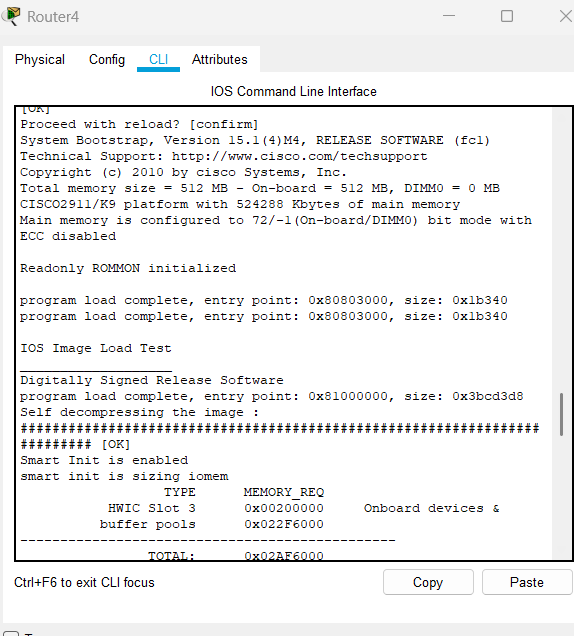 Router4
Physical Config CLI Attributes
IOS Command Line Interface
[OK]
Proceed with reload? [confirm]
System Bootstrap, Version 15.1(4)M4, RELEASE SOFTWARE (fc1)
Technical Support: http://www.cisco.com/techsupport
Copyright (c) 2010 by cisco Systems, Inc.
Total memory size = 512 MB - On-board = 512 MB, DIMM0 = 0 MB
CISCO2911/K9 platform with 524288 Kbytes of main memory
Main memory is configured to 72/-1(On-board/DIMM0) bit mode with
ECC disabled
Readonly ROMMON initialized
program load complete, entry point: 0x80803000, size: 0x1b340
program load complete, entry point: 0x80803000, size: 0x1b340
IOS Image Load Test
___________________
Digitally Signed Release Software
program load complete, entry point: 0x81000000, size: 0x3bcd3d8
Self decompressing the image :
#################################################################
######### [OK]
Smart Init is enabled
smart init is sizing iomem
TYPE MEMORY_REQ
HWIC Slot 3 0x00200000 Onboard devices &
buffer pools 0x022F6000
-----------------------------------------------
TOTAL: 0x02AF6000
Ctrl+F6 to exit CLI focus
Copy
Paste